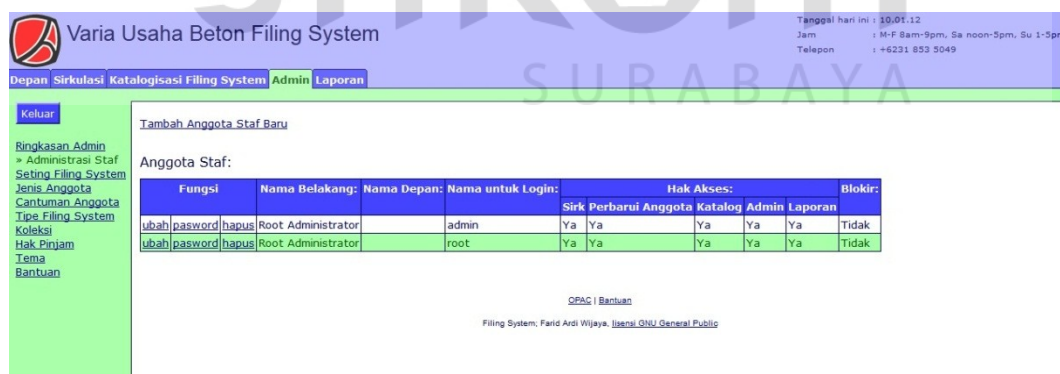 Varia Usaha Beton Filing System
Tanggal hari ini : 10.01.12
Jam : M-F 8am-9pm, Sa noon-5pm, Su 1-5pm
Telepon : +6231 853 5049
SURABAYA
Depan Sirkulasi Katalogisasi Filing System Admin Laporan
Keluar
Ringkasan Admin
» Administrasi Staf
Seting Filing System
Jenis Anggota
Cantuman Anggota
Tipe Filing System
Koleksi
Hak Pinjam
Tema
Bantuan
Tambah Anggota Staf Baru
Anggota Staf:
Fungsi Nama Belakang: Nama Depan: Nama untuk Login: Hak Akses: Blokir:
Sirk Perbarui Anggota Katalog Admin Laporan
ubah pasword hapus Root Administrator admin Ya Ya Ya Ya Ya Tidak
ubah pasword hapus Root Administrator root Ya Ya Ya Ya Ya Tidak
OPAC | Bantuan
Filing System; Farid Ardi Wijaya, lisensi GNU General Public